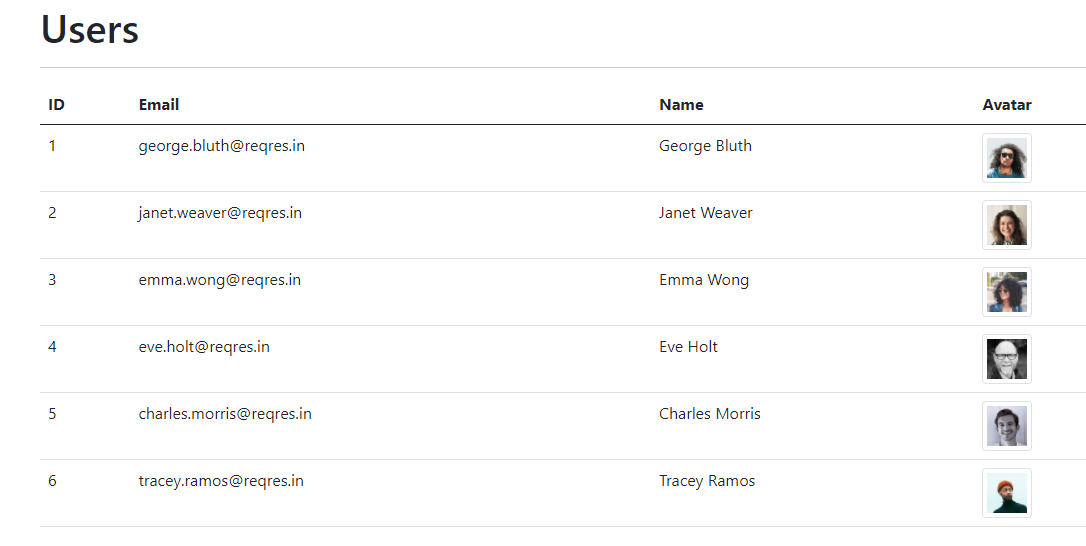 Users
ID Email Name Avatar
1 george.bluth@reqres.in George Bluth
2 janet.weaver@reqres.in Janet Weaver
3 emma.wong@reqres.in Emma Wong
4 eve.holt@reqres.in Eve Holt
5 charles.morris@reqres.in Charles Morris
6 tracey.ramos@reqres.in Tracey Ramos